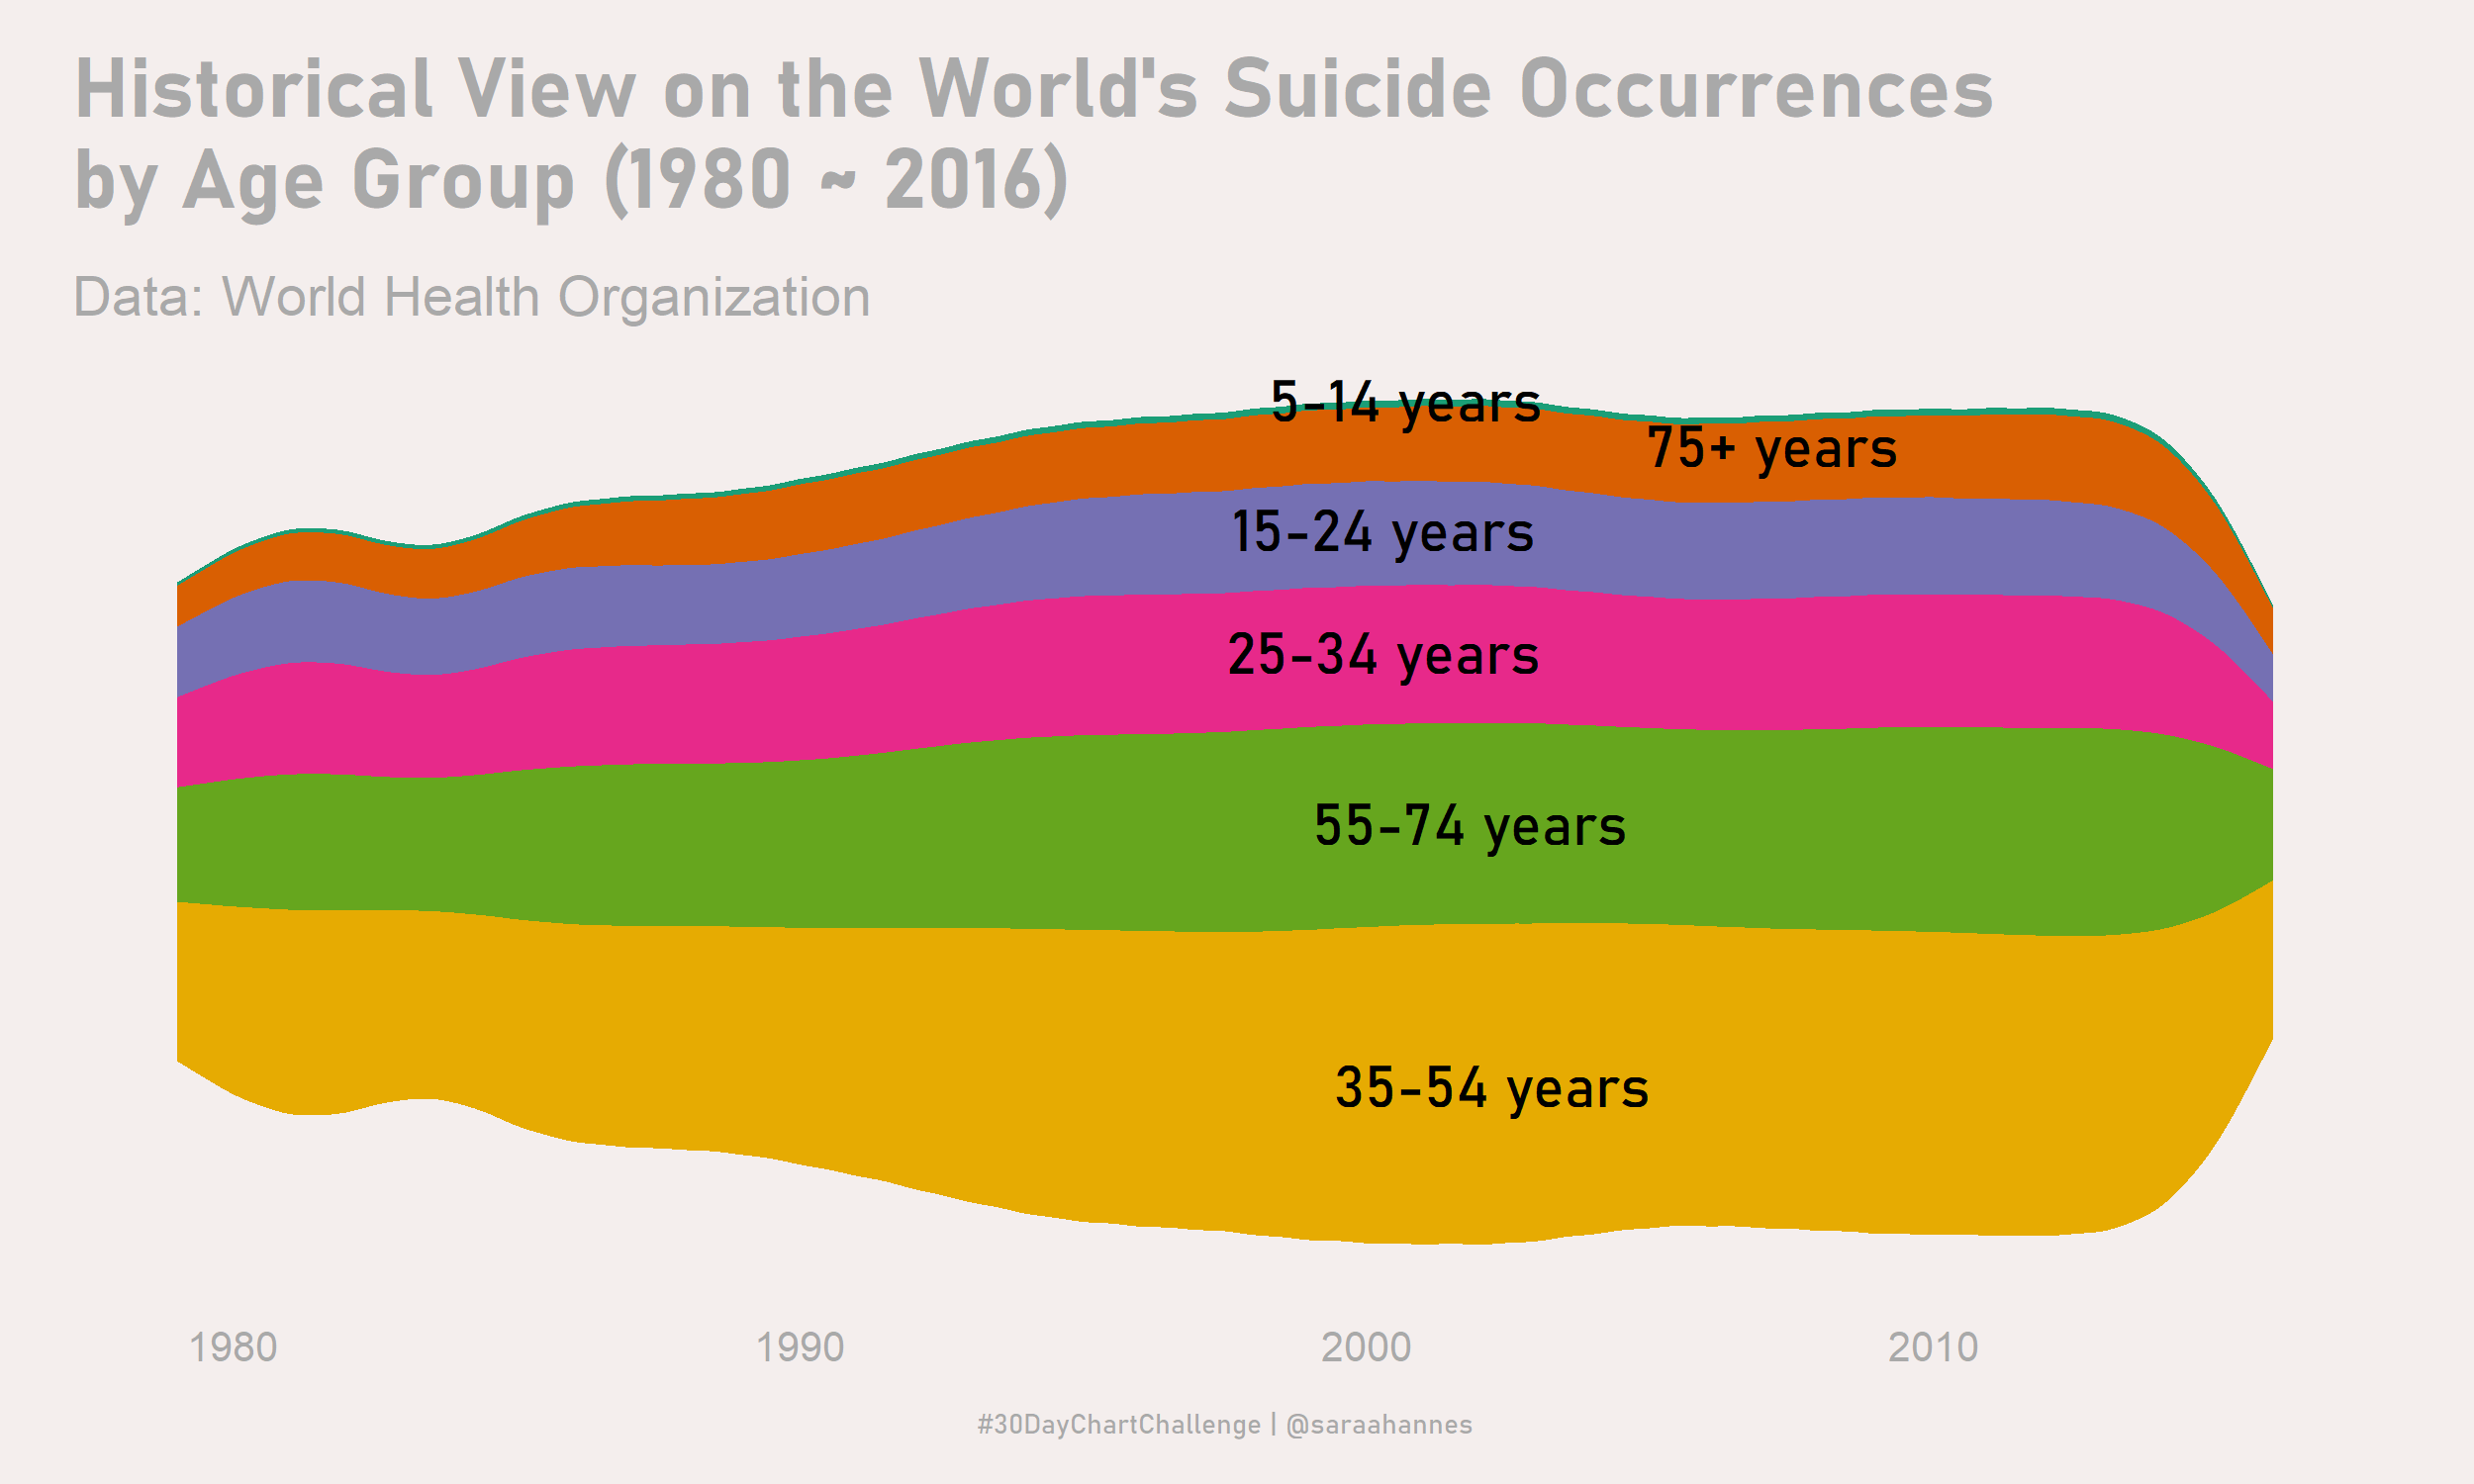 Historical View on the World's Suicide Occurrences
by Age Group (1980 ~ 2016)
Data: World Health Organization
5-14 years
75+ years
15-24 years
25-34 years
55-74 years
35-54 years
1980
1990
2000
2010
#30DayChartChallenge | @saraahannes